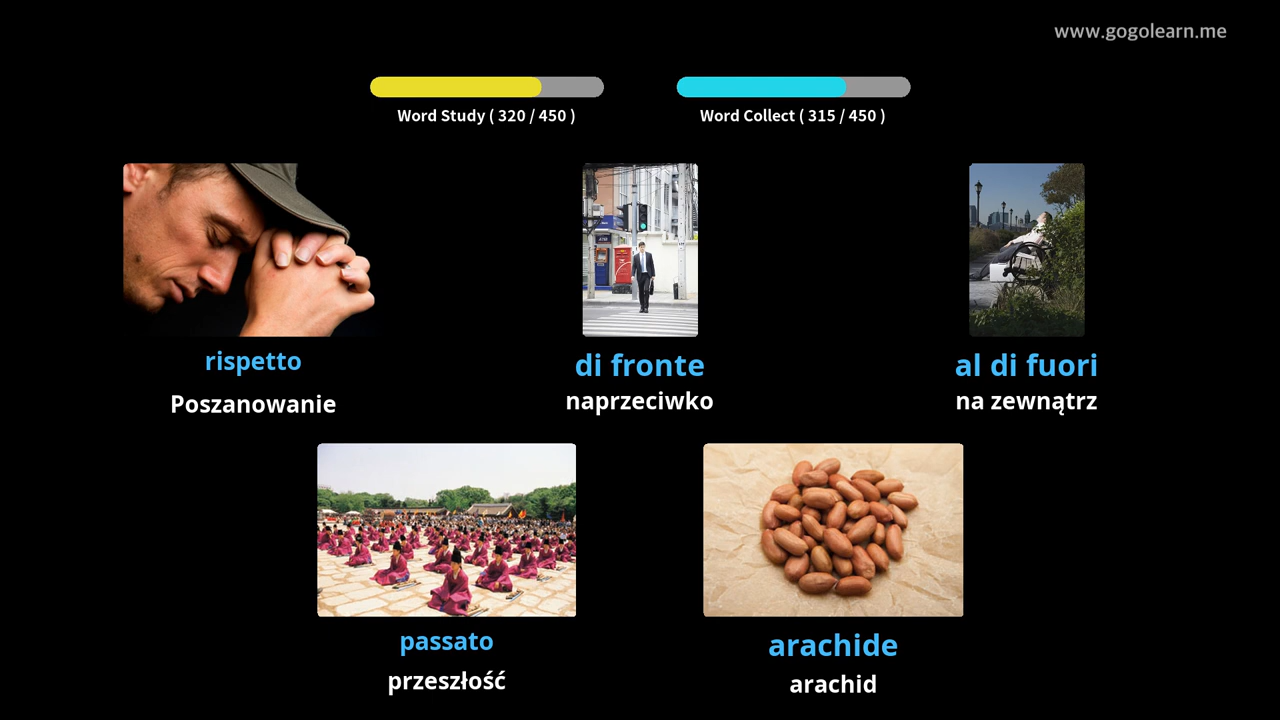 www.gogolearn.me
Word Study ( 320 / 450 )
Word Collect ( 315 / 450 )
rispetto
Poszanowanie
di fronte
naprzeciwko
al di fuori
na zewnątrz
passato
przeszłość
arachide
arachid